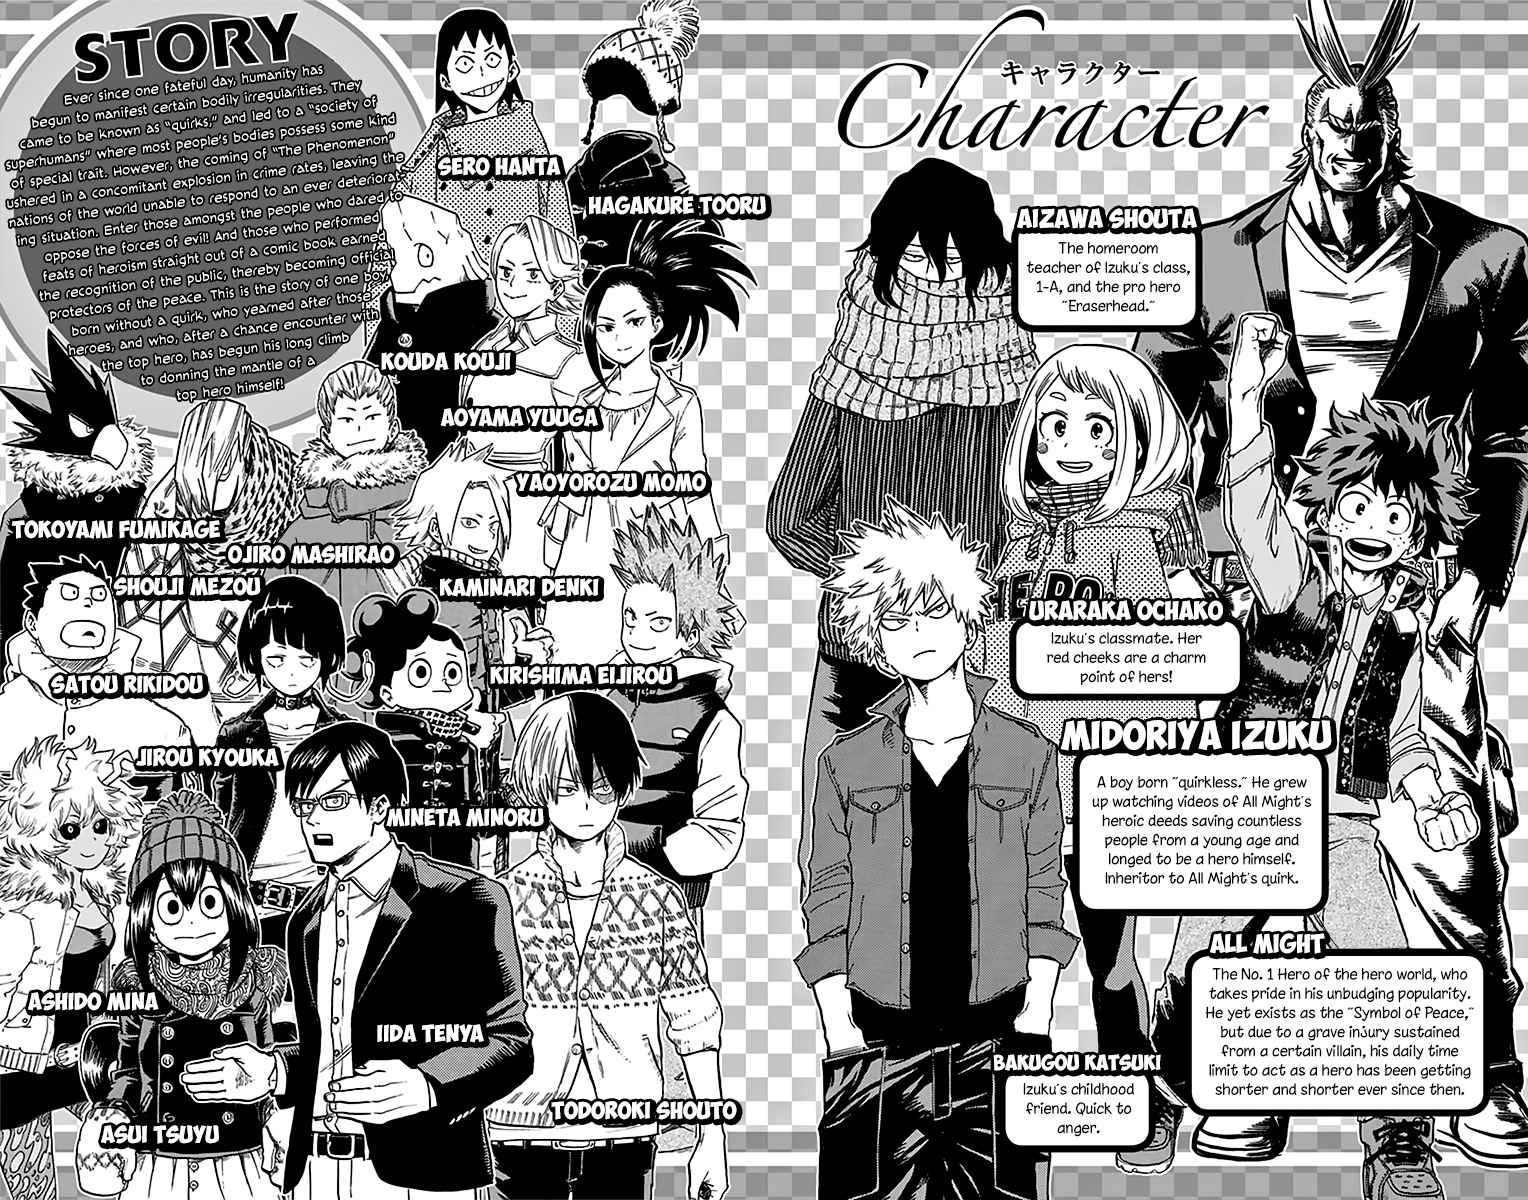 STORY
Ever since one fateful day, humanity has
begun to manifest certain bodily irregularities. They
came to be known as "quirks," and led to a "society of
superhumans" where most people's bodies possess some kind
of special trait. However, the coming of "The Phenomenon"
ushered in a concomitant explosion in crime rates, leaving the
nations of the world unable to respond to an ever deteriorat-
ing situation. Enter those amongst the people who dared to
oppose the forces of evil! And those who performed
feats of heroism straight out of a comic book earned
the recognition of the public, thereby becoming official
protectors of the peace. This is the story of one boy
born without a quirk, who yearned after those
heroes, and who, after a chance encounter with
the top hero, has begun his long climb
to donning the mantle of a
top hero himself!
SERO HANTA
HAGAKURE TOORU
KOUDA KOUJI
AOYAMA YUUGA
YAOYOROZU MOMO
TOKOYAMI FUMIKAGE
OJIRO MASHIRAO
SHOUJI MEZOU
KAMINARI DENKI
SATOU RIKIDOU
KIRISHIMA EIJIROU
JIROU KYOUKA
MINETA MINORU
ASHIDO MINA
IIDA TENYA
ASUI TSUYU
TODOROKI SHOUTO
キャラクター
Character
AIZAWA SHOUTA
The homeroom
teacher of Izuku's class,
1-A, and the pro hero
"Eraserhead."
HERO
URARAKA OCHAKO
Izuku's classmate. Her
red cheeks are a charm
point of hers!
MIDORIYA IZUKU
A boy born "quirkless." He grew
up watching videos of All Might's
heroic deeds saving countless
people from a young age and
longed to be a hero himself.
Inheritor to All Might's quirk.
ALL MIGHT
The No. 1 Hero of the hero world, who
takes pride in his unbudging popularity.
He yet exists as the "Symbol of Peace,"
but due to a grave injury sustained
from a certain villain, his daily time
limit to act as a hero has been getting
shorter and shorter ever since then.
BAKUGOU KATSUKI
Izuku's childhood
friend. Quick to
anger.